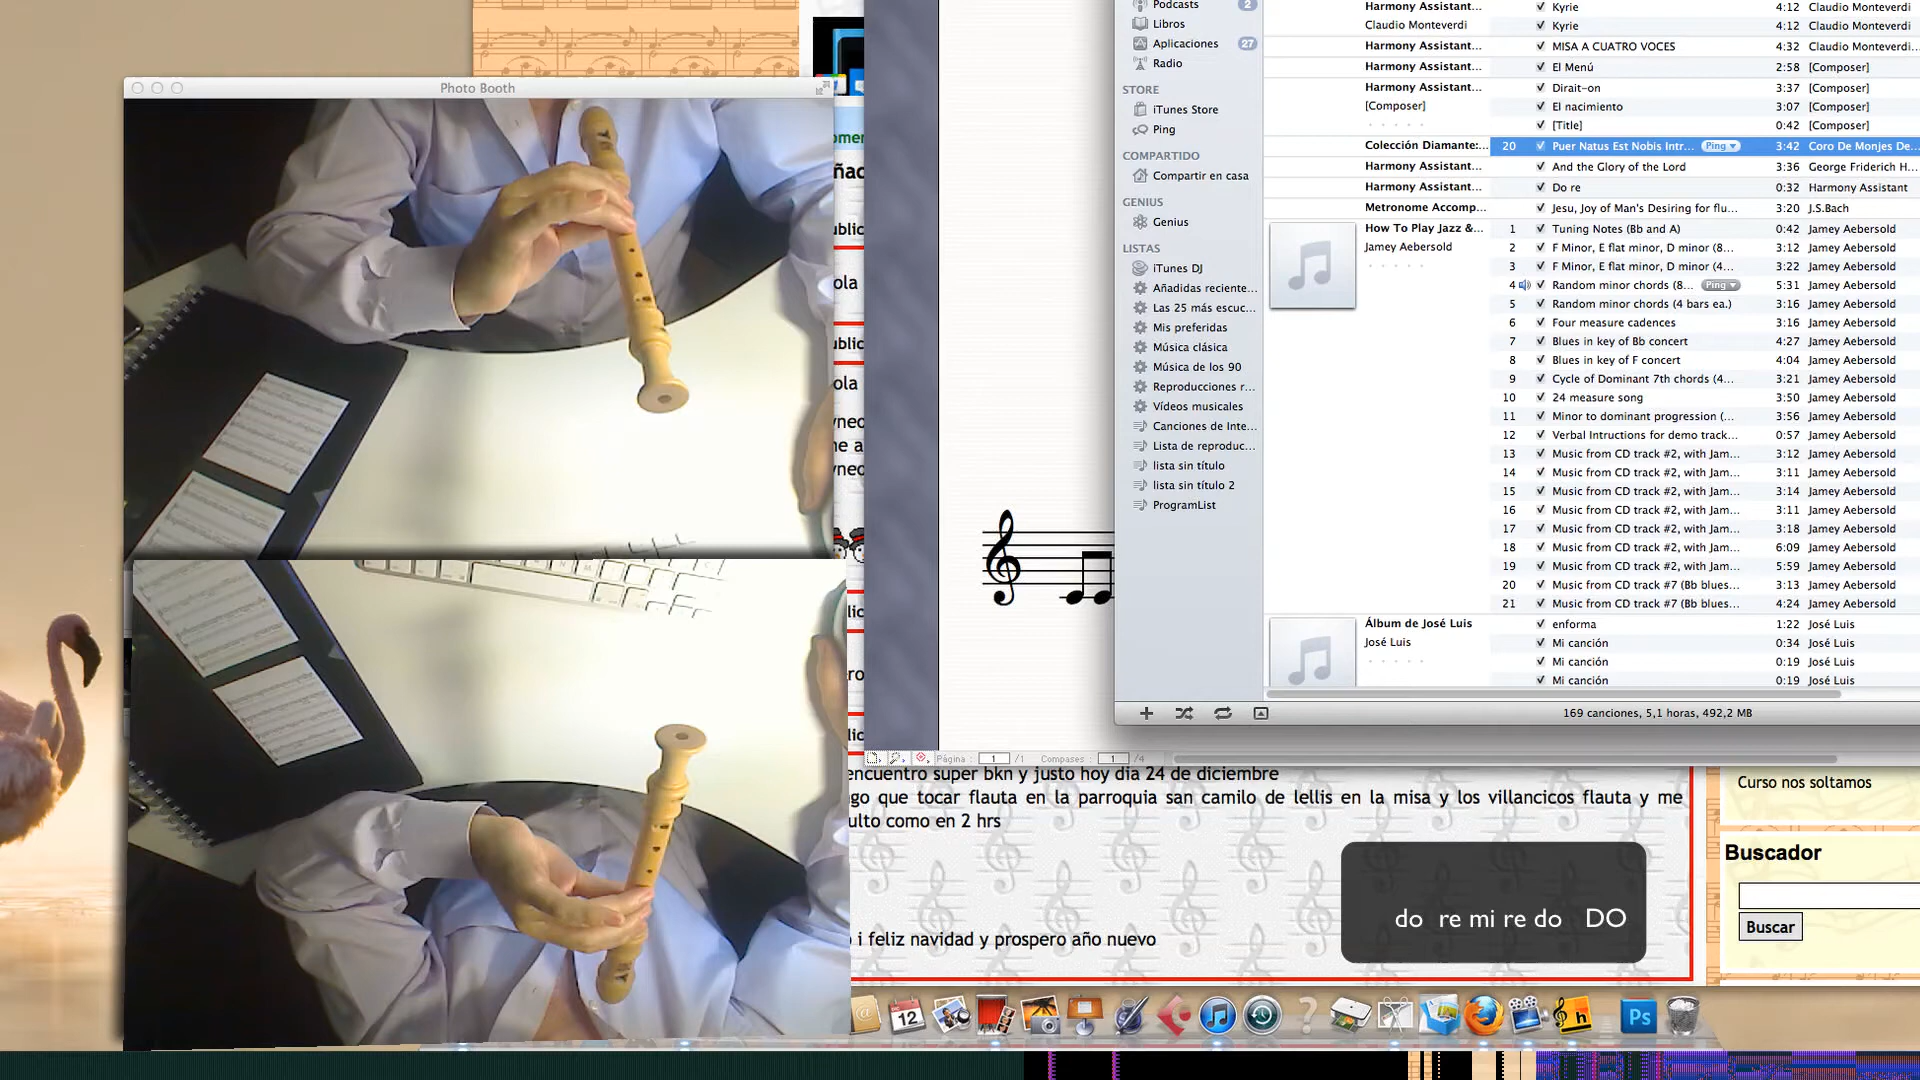 Photo Booth
omen
ñad
ublic
ola
ublic
ola
yneo
ne a
yneo
lic
ero
lic
Podcasts 2
Libros
Aplicaciones 27
Radio
STORE
iTunes Store
Ping
COMPARTIDO
Compartir en casa
GENIUS
Genius
LISTAS
iTunes DJ
Añadidas reciente...
Las 25 más escuc...
Mis preferidas
Música clásica
Música de los 90
Reproducciones r...
Vídeos musicales
Canciones de Inte...
Lista de reproduc...
lista sin título
lista sin título 2
ProgramList
Harmony Assistant... Kyrie 4:12 Claudio Monteverdi
Claudio Monteverdi Kyrie 4:12 Claudio Monteverdi
Harmony Assistant... MISA A CUATRO VOCES 4:32 Claudio Monteverdi...
Harmony Assistant... El Menú 2:58 [Composer]
Harmony Assistant... Dirait-on 3:37 [Composer]
[Composer] El nacimiento 3:07 [Composer]
[Title] 0:42 [Composer]
Colección Diamante:... 20 Puer Natus Est Nobis Intr... Ping 3:42 Coro De Monjes De...
Harmony Assistant... And the Glory of the Lord 3:36 George Friderich H...
Harmony Assistant... Do re 0:32 Harmony Assistant
Metronome Accomp... Jesu, Joy of Man's Desiring for flu... 3:20 J.S.Bach
How To Play Jazz &... 1 Tuning Notes (Bb and A) 0:42 Jamey Aebersold
Jamey Aebersold 2 F Minor, E flat minor, D minor (8... 3:12 Jamey Aebersold
3 F Minor, E flat minor, D minor (4... 3:22 Jamey Aebersold
4 Random minor chords (8... Ping 5:31 Jamey Aebersold
5 Random minor chords (4 bars ea.) 3:16 Jamey Aebersold
6 Four measure cadences 3:16 Jamey Aebersold
7 Blues in key of Bb concert 4:27 Jamey Aebersold
8 Blues in key of F concert 4:04 Jamey Aebersold
9 Cycle of Dominant 7th chords (4... 3:21 Jamey Aebersold
10 24 measure song 3:50 Jamey Aebersold
11 Minor to dominant progression (... 3:56 Jamey Aebersold
12 Verbal Intructions for demo track... 0:57 Jamey Aebersold
13 Music from CD track #2, with Jam... 3:12 Jamey Aebersold
14 Music from CD track #2, with Jam... 3:11 Jamey Aebersold
15 Music from CD track #2, with Jam... 3:14 Jamey Aebersold
16 Music from CD track #2, with Jam... 3:11 Jamey Aebersold
17 Music from CD track #2, with Jam... 3:18 Jamey Aebersold
18 Music from CD track #2, with Jam... 6:09 Jamey Aebersold
19 Music from CD track #2, with Jam... 5:59 Jamey Aebersold
20 Music from CD track #7 (Bb blues... 3:13 Jamey Aebersold
21 Music from CD track #7 (Bb blues... 4:24 Jamey Aebersold
Álbum de José Luis enforma 1:22 José Luis
José Luis Mi canción 0:34 José Luis
Mi canción 0:19 José Luis
Mi canción 0:19 José Luis
169 canciones, 5,1 horas, 492,2 MB
Página : 1 /1 Compases : 1 /4
encuentro super bkn y justo hoy dia 24 de diciembre
go que tocar flauta en la parroquia san camilo de lellis en la misa y los villancicos flauta y me
ulto como en 2 hrs
i feliz navidad y prospero año nuevo
do re mi re do DO
Curso nos soltamos
Buscador
Buscar
12
Ps